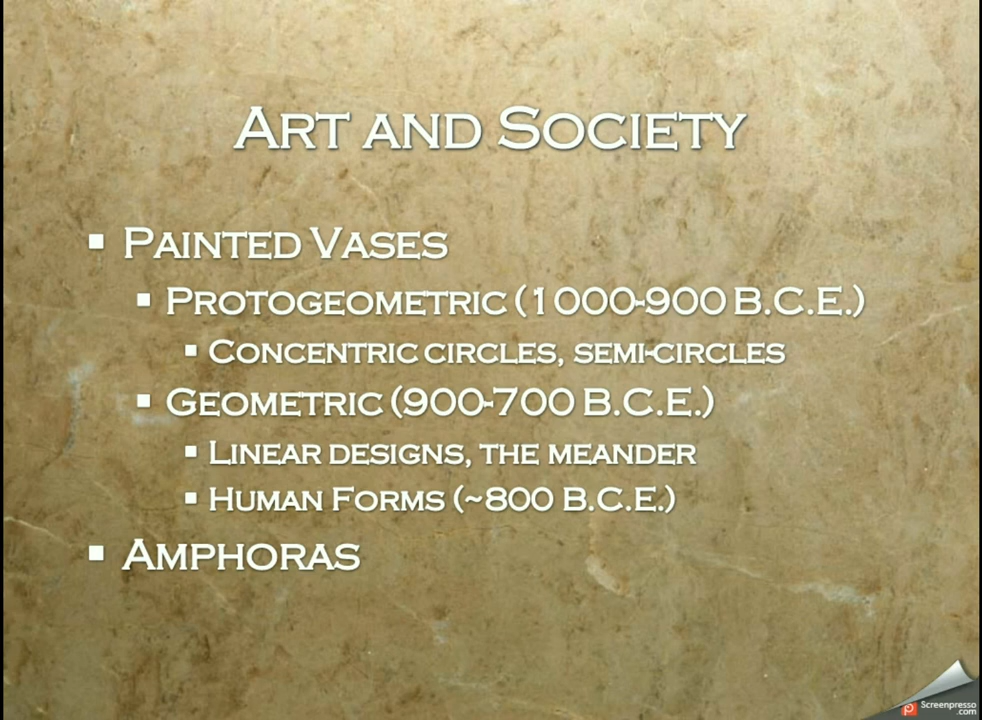 Art and Society
▪ Painted Vases
▪ Protogeometric (1000-900 B.C.E.)
▪ Concentric circles, semi-circles
▪ Geometric (900-700 B.C.E.)
▪ Linear designs, the meander
▪ Human Forms (~800 B.C.E.)
▪ Amphoras
Screenpresso
.com